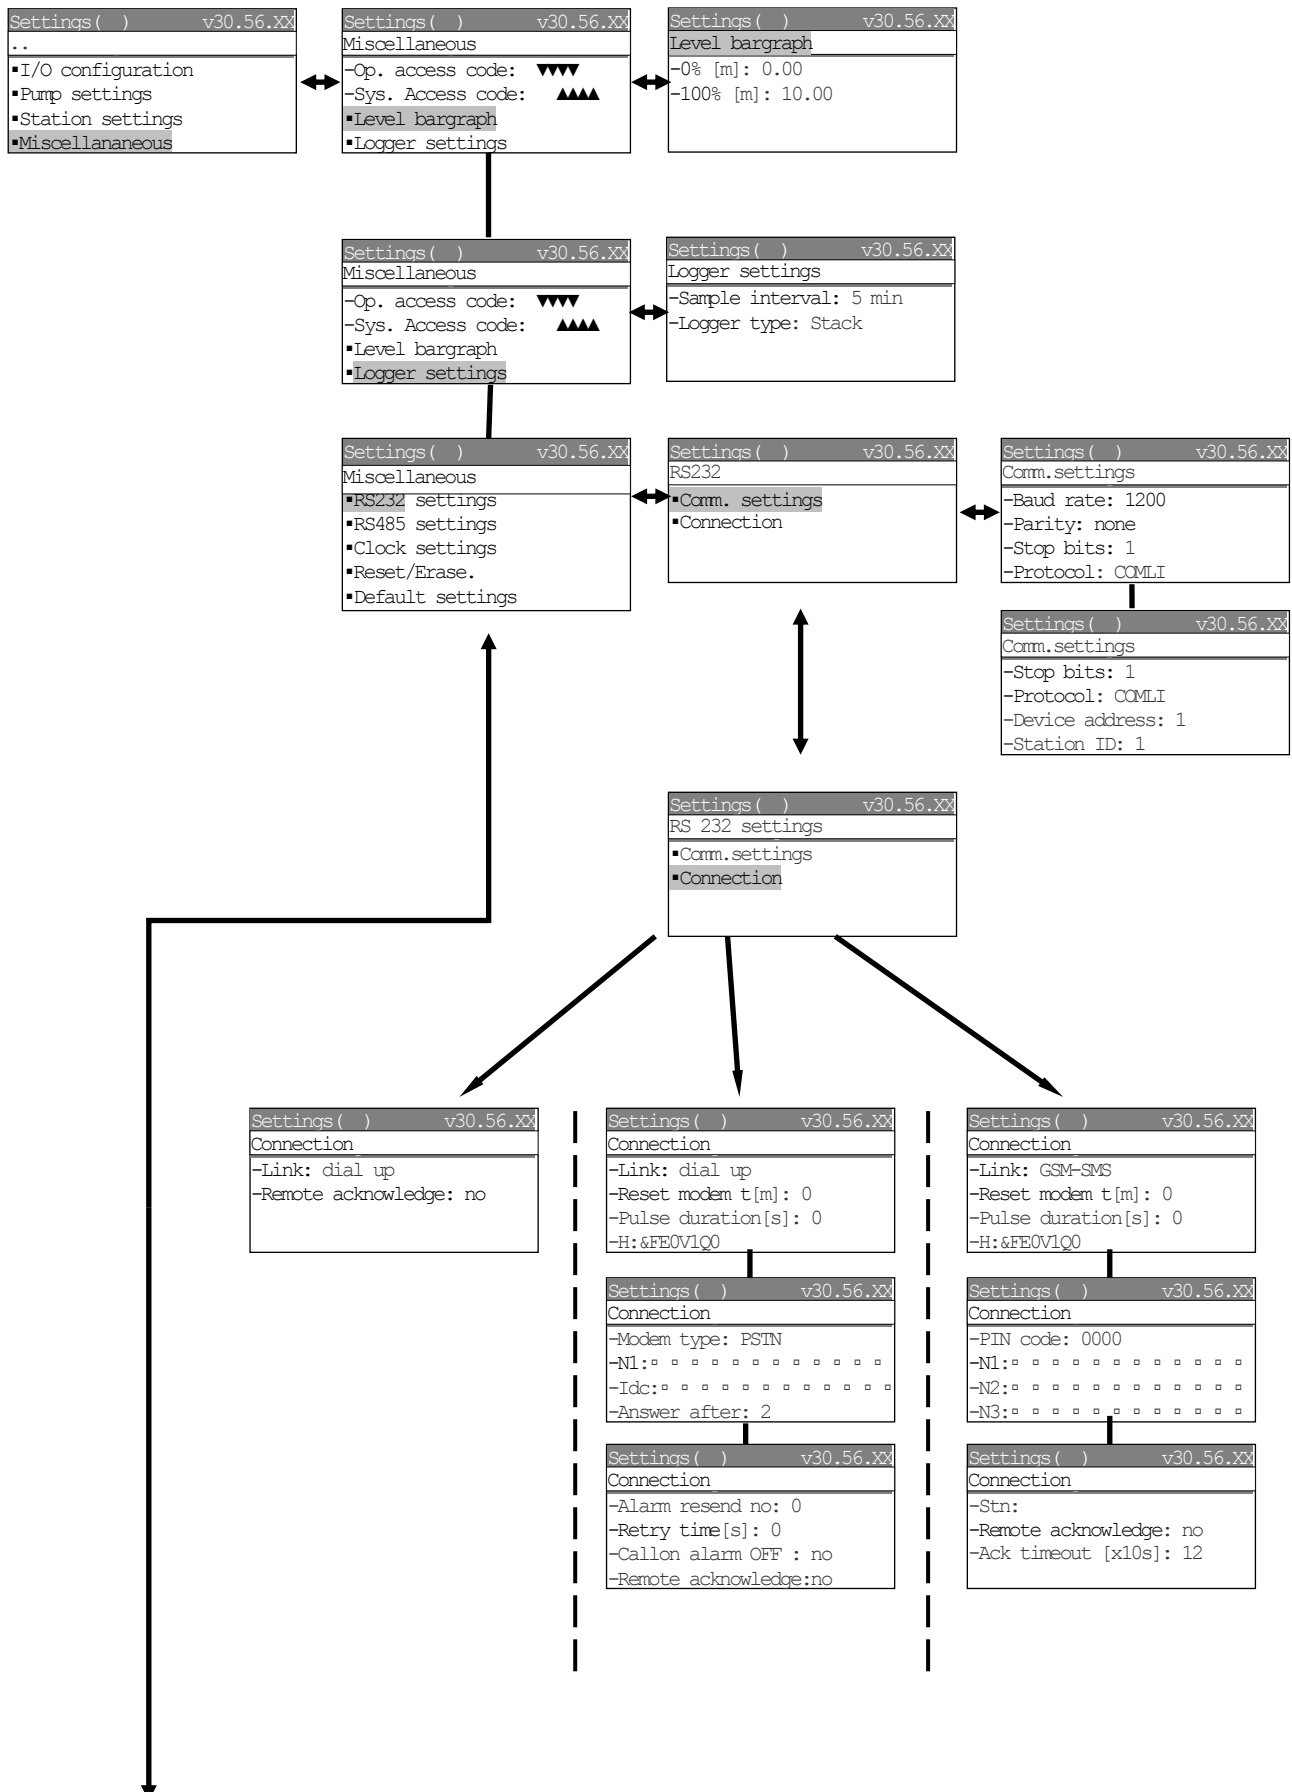 Settings( ) v30.56.XX
..
▪I/O configuration
▪Pump settings
▪Station settings
▪Miscellananeous
Settings( ) v30.56.XX
Miscellaneous
-Op. access code: ▼▼▼▼
-Sys. Access code: ▲▲▲▲
▪Level bargraph
▪Logger settings
Settings( ) v30.56.XX
Level bargraph
-0% [m]: 0.00
-100% [m]: 10.00
Settings( ) v30.56.XX
Miscellaneous
-Op. access code: ▼▼▼▼
-Sys. Access code: ▲▲▲▲
▪Level bargraph
▪Logger settings
Settings( ) v30.56.XX
Logger settings
-Sample interval: 5 min
-Logger type: Stack
Settings( ) v30.56.XX
Miscellaneous
▪RS232 settings
▪RS485 settings
▪Clock settings
▪Reset/Erase.
▪Default settings
Settings( ) v30.56.XX
RS232
▪Comm. settings
▪Connection
Settings( ) v30.56.XX
Comm.settings
-Baud rate: 1200
-Parity: none
-Stop bits: 1
-Protocol: COMLI
Settings( ) v30.56.XX
Comm.settings
-Stop bits: 1
-Protocol: COMLI
-Device address: 1
-Station ID: 1
Settings( ) v30.56.XX
RS 232 settings
▪Comm.settings
▪Connection
Settings( ) v30.56.XX
Connection
-Link: dial up
-Remote acknowledge: no
Settings( ) v30.56.XX
Connection
-Link: dial up
-Reset modem t[m]: 0
-Pulse duration[s]: 0
-H:&FE0V1Q0
Settings( ) v30.56.XX
Connection
-Modem type: PSTN
-N1:▫ ▫ ▫ ▫ ▫ ▫ ▫ ▫ ▫ ▫ ▫ ▫
-Idc:▫ ▫ ▫ ▫ ▫ ▫ ▫ ▫ ▫ ▫ ▫ ▫
-Answer after: 2
Settings( ) v30.56.XX
Connection
-Alarm resend no: 0
-Retry time[s]: 0
-Callon alarm OFF : no
-Remote acknowledge:no
Settings( ) v30.56.XX
Connection
-Link: GSM-SMS
-Reset modem t[m]: 0
-Pulse duration[s]: 0
-H:&FE0V1Q0
Settings( ) v30.56.XX
Connection
-PIN code: 0000
-N1:▫ ▫ ▫ ▫ ▫ ▫ ▫ ▫ ▫ ▫ ▫ ▫
-N2:▫ ▫ ▫ ▫ ▫ ▫ ▫ ▫ ▫ ▫ ▫ ▫
-N3:▫ ▫ ▫ ▫ ▫ ▫ ▫ ▫ ▫ ▫ ▫ ▫
Settings( ) v30.56.XX
Connection
-Stn:
-Remote acknowledge: no
-Ack timeout [x10s]: 12